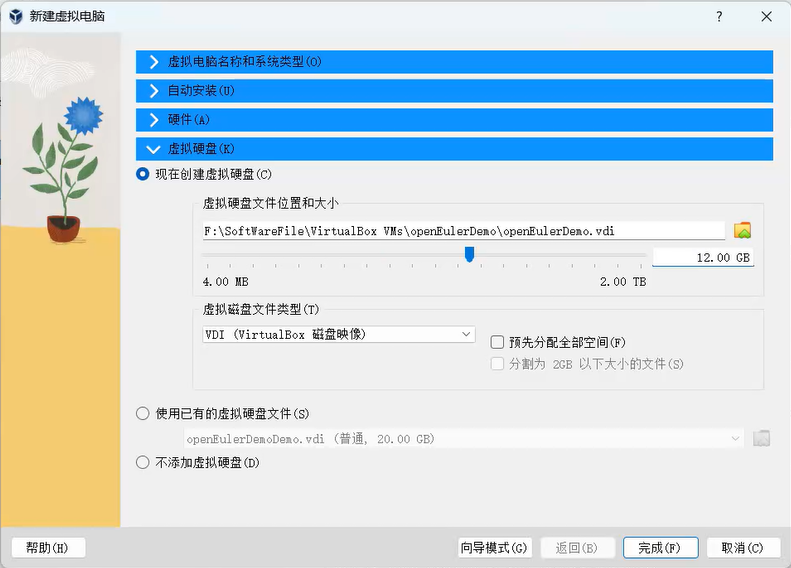 新建虚拟电脑
?
虚拟电脑名称和系统类型(O)
自动安装(U)
硬件(A)
虚拟硬盘(K)
现在创建虚拟硬盘(C)
虚拟硬盘文件位置和大小
F:\SoftWareFile\VirtualBox VMs\openEulerDemo\openEulerDemo.vdi
12.00 GB
4.00 MB 2.00 TB
虚拟磁盘文件类型(T)
VDI (VirtualBox 磁盘映像)
预先分配全部空间(F)
分割为 2GB 以下大小的文件(S)
使用已有的虚拟硬盘文件(S)
openEulerDemoDemo.vdi (普通, 20.00 GB)
不添加虚拟硬盘(D)
帮助(H) 向导模式(G) 返回(B) 完成(F) 取消(C)